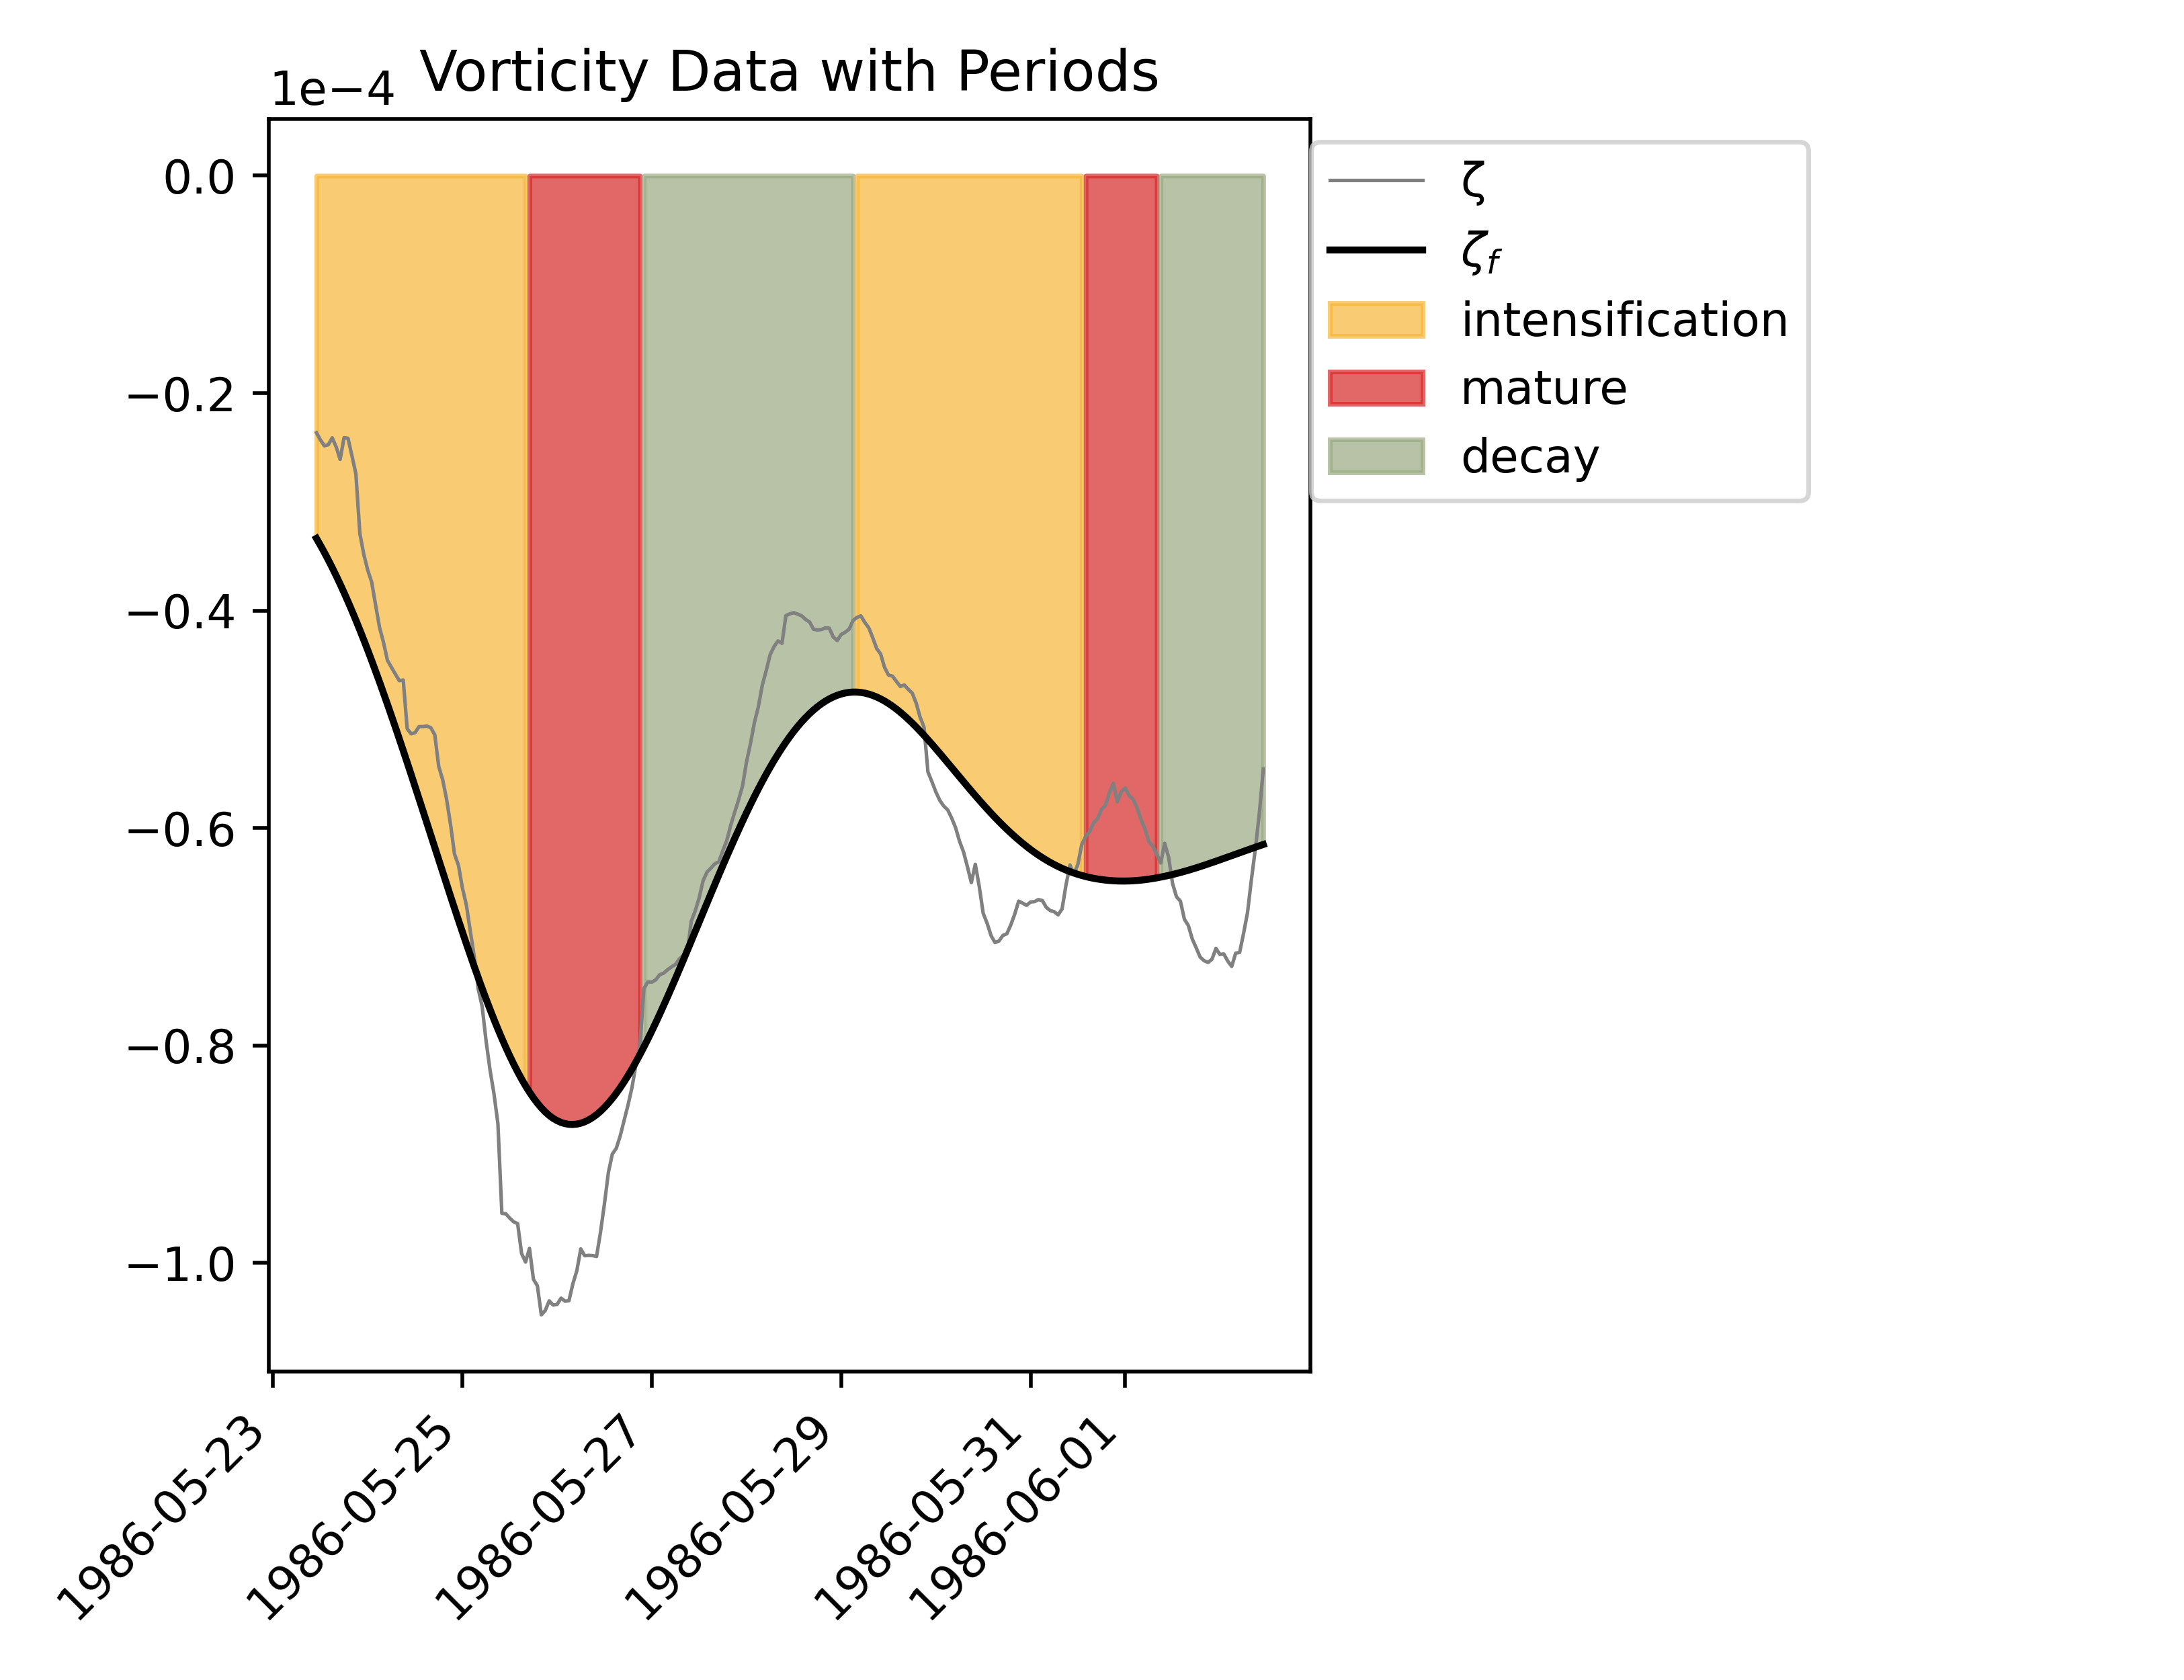 Vorticity Data with Periods
1e−4
0.0
−0.2
−0.4
−0.6
−0.8
−1.0
1986-05-23
1986-05-25
1986-05-27
1986-05-29
1986-05-31
1986-06-01
ζ
ζf
intensification
mature
decay